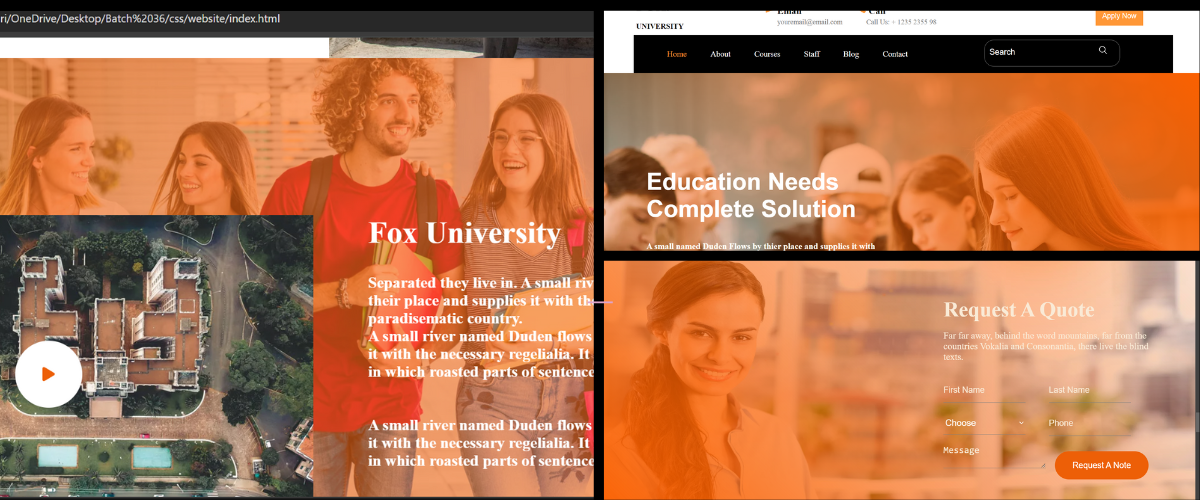 ri/OneDrive/Desktop/Batch%2036/css/website/index.html
Fox University
Separated they live in. A small riv
their place and supplies it with th
paradisematic country.
A small river named Duden flows
it with the necessary regelialia. It
in which roasted parts of sentence
A small river named Duden flows
it with the necessary regelialia. It
in which roasted parts of sentence
UNIVERSITY
Email
youremail@email.com
Call
Call Us: + 1235 2355 98
Apply Now
Home About Courses Staff Blog Contact
Search
Education Needs
Complete Solution
A small named Duden Flows by thier place and supplies it with
Request A Quote
Far far away, behind the word mountains, far from the
countries Vokalia and Consonantia, there live the blind
texts.
First Name Last Name
Choose Phone
Message
Request A Note